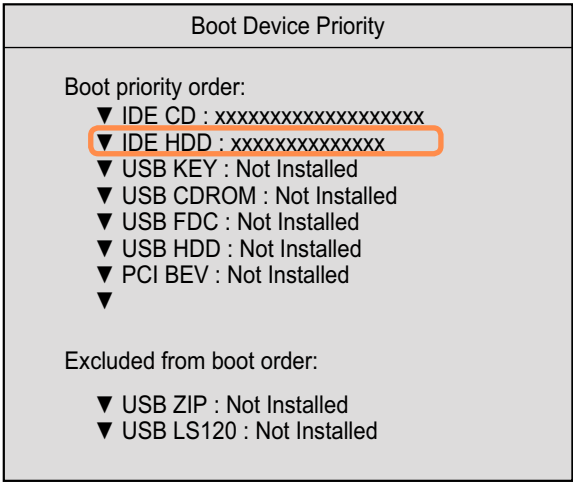 Boot Device Priority
Boot priority order:
▼ IDE CD : xxxxxxxxxxxxxxxxxxxx
▼ IDE HDD : xxxxxxxxxxxxxx
▼ USB KEY : Not Installed
▼ USB CDROM : Not Installed
▼ USB FDC : Not Installed
▼ USB HDD : Not Installed
▼ PCI BEV : Not Installed
▼
Excluded from boot order:
▼ USB ZIP : Not Installed
▼ USB LS120 : Not Installed